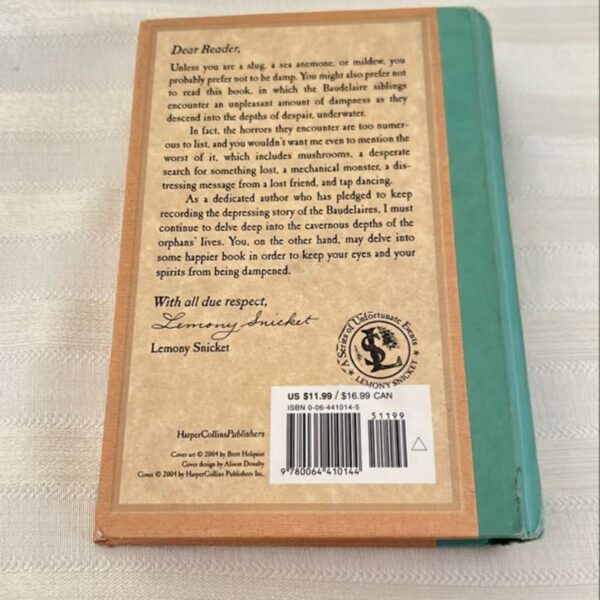 Dear Reader,
Unless you are a slug, a sea anemone, or mildew, you
probably prefer not to be damp. You might also prefer not
to read this book, in which the Baudelaire siblings
encounter an unpleasant amount of dampness as they
descend into the depths of despair, underwater.
In fact, the horrors they encounter are too numer-
ous to list, and you wouldn't want me even to mention the
worst of it, which includes mushrooms, a desperate
search for something lost, a mechanical monster, a dis-
tressing message from a lost friend, and tap dancing.
As a dedicated author who has pledged to keep
recording the depressing story of the Baudelaires, I must
continue to delve deep into the cavernous depths of the
orphans' lives. You, on the other hand, may delve into
some happier book in order to keep your eyes and your
spirits from being dampened.
With all due respect,
Lemony Snicket
Lemony Snicket
A Series of Unfortunate Events
LS
LEMONY SNICKET
US $11.99 / $16.99 CAN
ISBN 0-06-441014-5
51199
9 780064 410144
HarperCollinsPublishers
Cover art © 2004 by Brett Helquist
Cover design by Alison Donalty
Cover © 2004 by HarperCollins Publishers Inc.